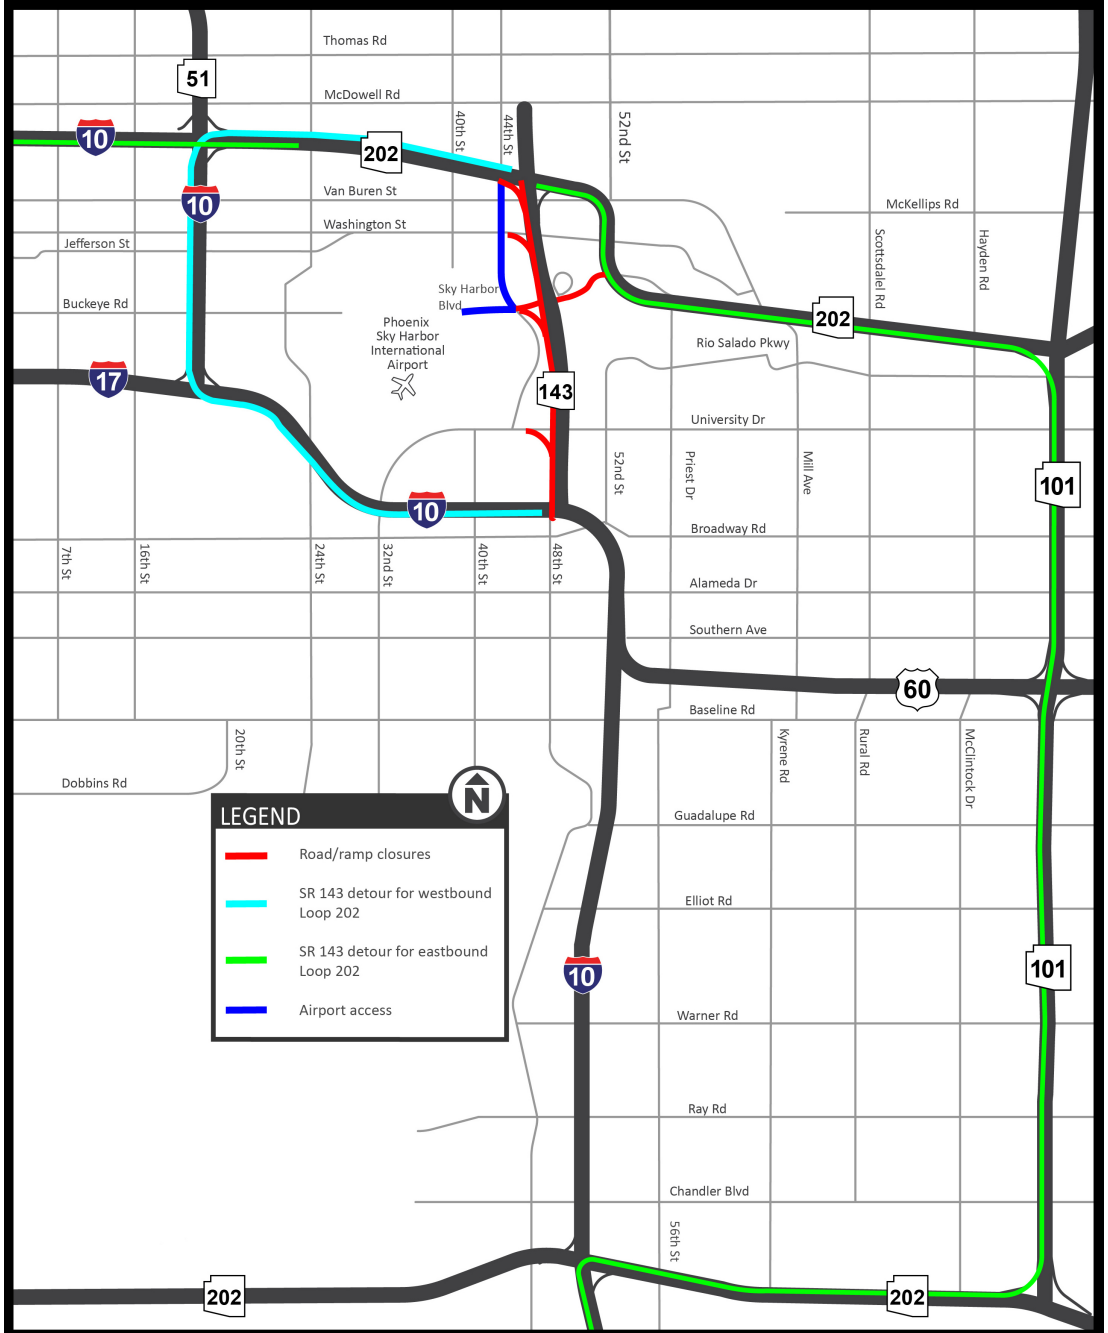 Thomas Rd
51
McDowell Rd
10
202
40th St
44th St
52nd St
Van Buren St
10
McKellips Rd
Washington St
Jefferson St
Scottsdalel Rd
Hayden Rd
Buckeye Rd
Sky Harbor
Blvd
202
Phoenix
Sky Harbor
International
Airport
Rio Salado Pkwy
17
143
University Dr
52nd St
Priest Dr
Mill Ave
101
10
Broadway Rd
7th St
16th St
24th St
32nd St
40th St
48th St
Alameda Dr
Southern Ave
60
Baseline Rd
20th St
Kyrene Rd
Rural Rd
McClintock Dr
Dobbins Rd
N
LEGEND
Guadalupe Rd
Road/ramp closures
SR 143 detour for westbound
Loop 202
Elliot Rd
SR 143 detour for eastbound
Loop 202
10
101
Airport access
Warner Rd
Ray Rd
Chandler Blvd
56th St
202
202